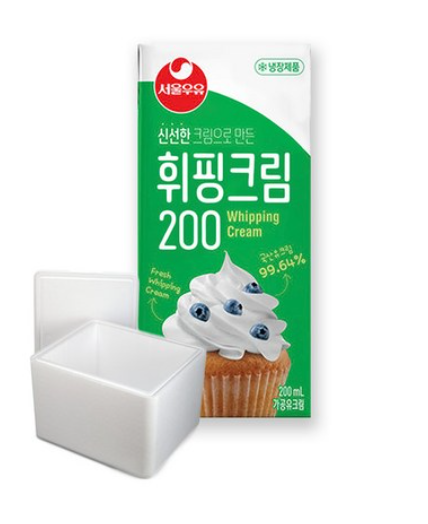 서울우유
냉장제품
신선한 크림으로 만든
휘핑크림
200 Whipping
Cream
국산유크림
99.64%
Fresh
Whipping
Cream
200 mL
가공유크림